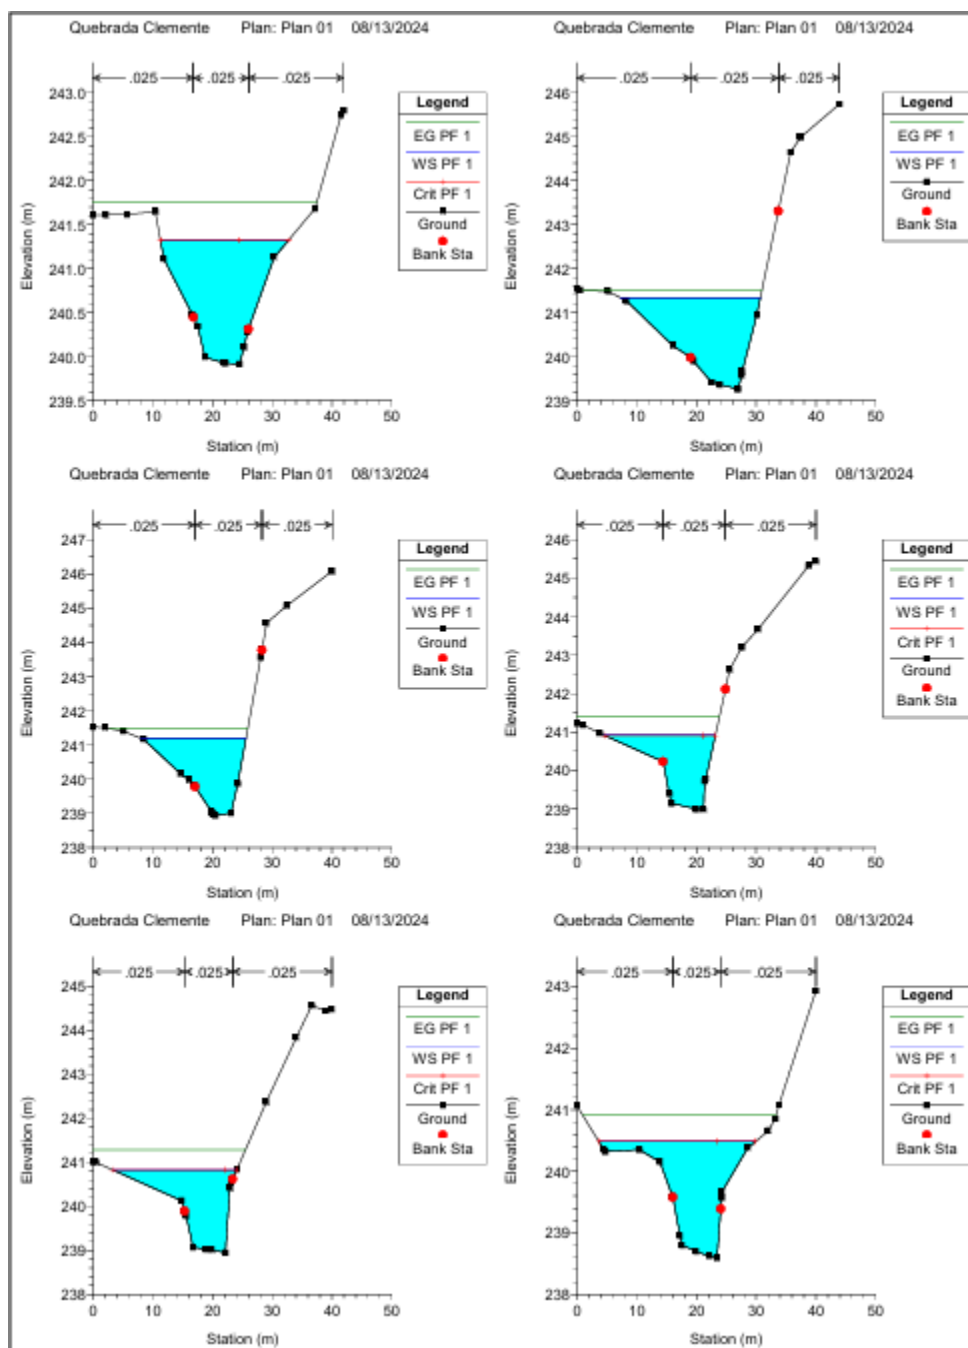 Quebrada Clemente Plan: Plan 01 08/13/2024
.025 .025 .025
Legend
EG PF 1
WS PF 1
Crit PF 1
Ground
Bank Sta
243.0
242.5
242.0
241.5
241.0
240.5
240.0
239.5
Elevation (m)
0 10 20 30 40 50
Station (m)
Quebrada Clemente Plan: Plan 01 08/13/2024
.025 .025 .025
Legend
EG PF 1
WS PF 1
Ground
Bank Sta
246
245
244
243
242
241
240
239
Elevation (m)
0 10 20 30 40 50
Station (m)
Quebrada Clemente Plan: Plan 01 08/13/2024
.025 .025 .025
Legend
EG PF 1
WS PF 1
Ground
Bank Sta
247
246
245
244
243
242
241
240
239
238
Elevation (m)
0 10 20 30 40 50
Station (m)
Quebrada Clemente Plan: Plan 01 08/13/2024
.025 .025 .025
Legend
EG PF 1
WS PF 1
Crit PF 1
Ground
Bank Sta
246
245
244
243
242
241
240
239
238
Elevation (m)
0 10 20 30 40 50
Station (m)
Quebrada Clemente Plan: Plan 01 08/13/2024
.025 .025 .025
Legend
EG PF 1
WS PF 1
Crit PF 1
Ground
Bank Sta
245
244
243
242
241
240
239
238
Elevation (m)
0 10 20 30 40 50
Station (m)
Quebrada Clemente Plan: Plan 01 08/13/2024
.025 .025 .025
Legend
EG PF 1
WS PF 1
Crit PF 1
Ground
Bank Sta
243
242
241
240
239
238
Elevation (m)
0 10 20 30 40 50
Station (m)